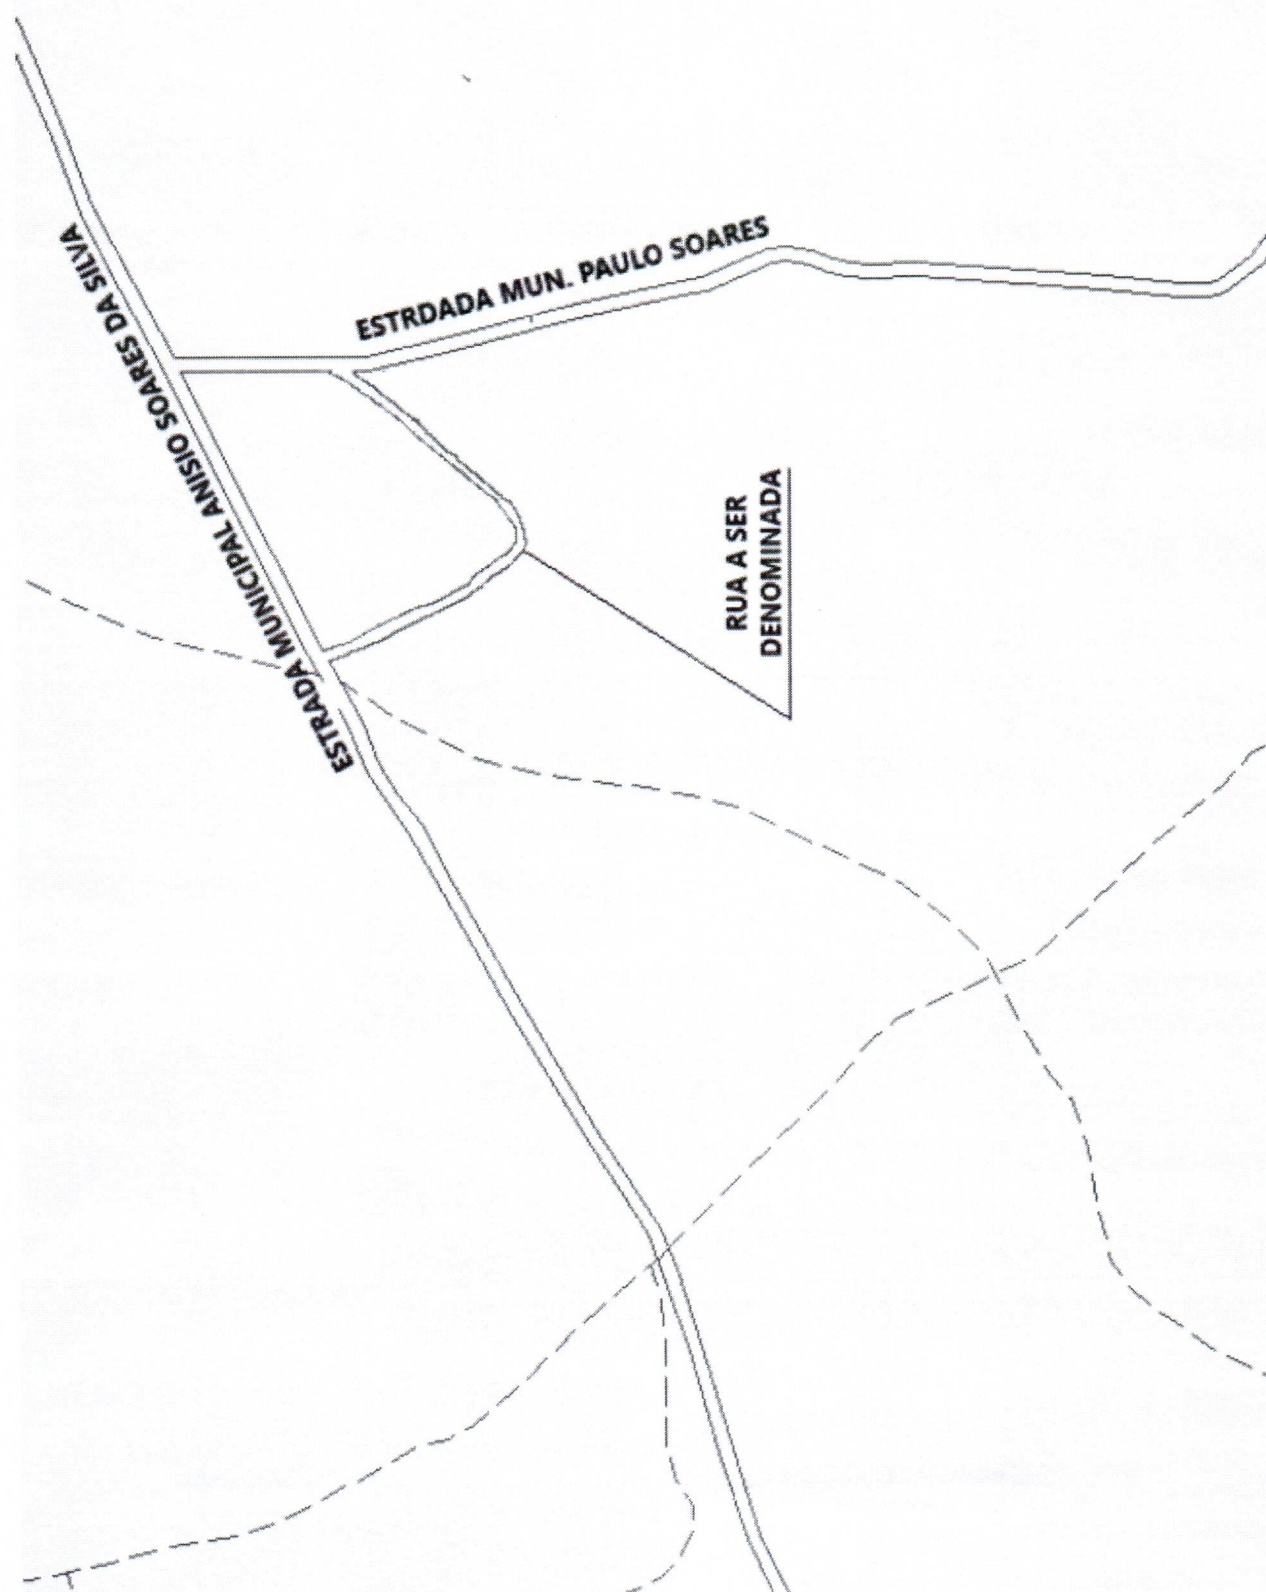 ESTRDADA MUN. PAULO SOARES
ESTRADA MUNICIPAL ANISIO SOARES DA SILVA
RUA A SER
DENOMINADA